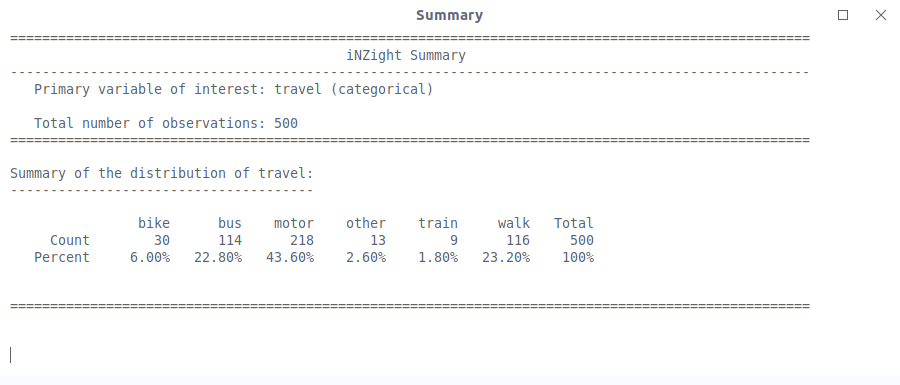 Summary
====================================================================================================
iNZight Summary
----------------------------------------------------------------------------------------------------
Primary variable of interest: travel (categorical)
Total number of observations: 500
====================================================================================================
Summary of the distribution of travel:
--------------------------------------
bike bus motor other train walk Total
Count 30 114 218 13 9 116 500
Percent 6.00% 22.80% 43.60% 2.60% 1.80% 23.20% 100%
====================================================================================================